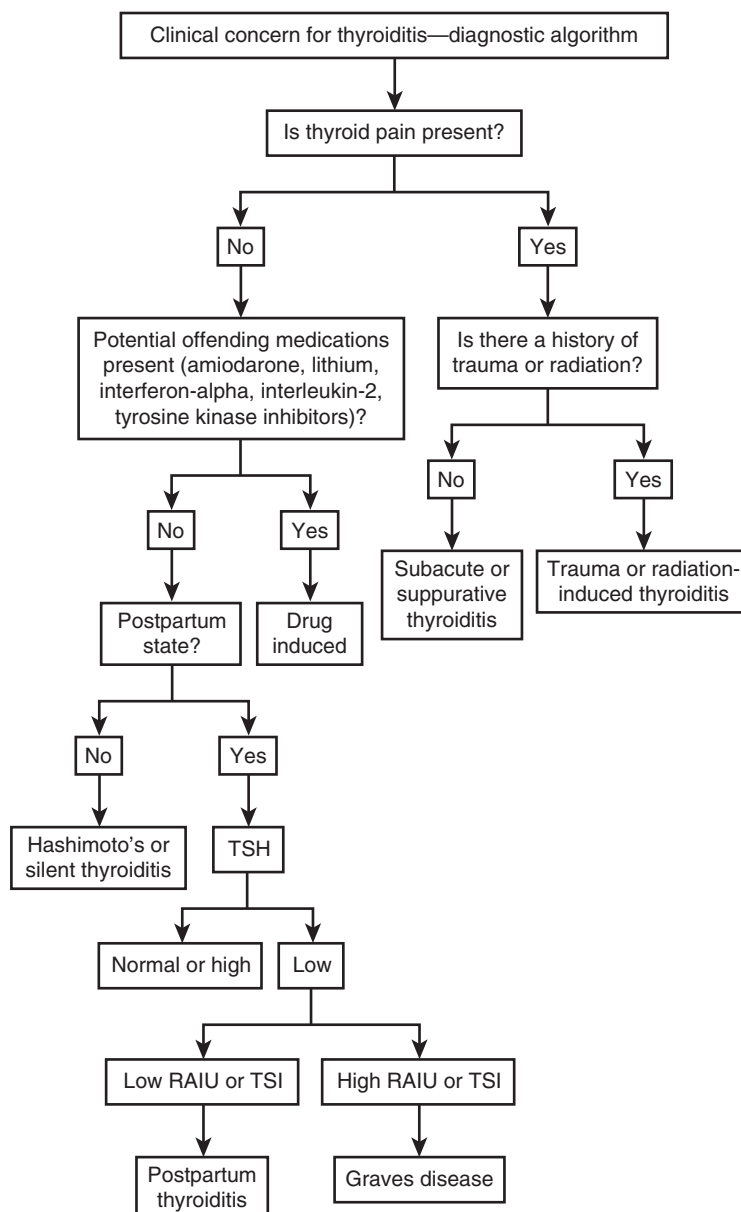 Clinical concern for thyroiditis—diagnostic algorithm
Is thyroid pain present?
No
Yes
Potential offending medications
present (amiodarone, lithium,
interferon-alpha, interleukin-2,
tyrosine kinase inhibitors)?
Is there a history of
trauma or radiation?
No
Yes
No
Yes
Subacute or
suppurative
thyroiditis
Trauma or radiation-
induced thyroiditis
Postpartum
state?
Drug
induced
No
Yes
Hashimoto’s or
silent thyroiditis
TSH
Normal or high
Low
Low RAIU or TSI
High RAIU or TSI
Postpartum
thyroiditis
Graves disease